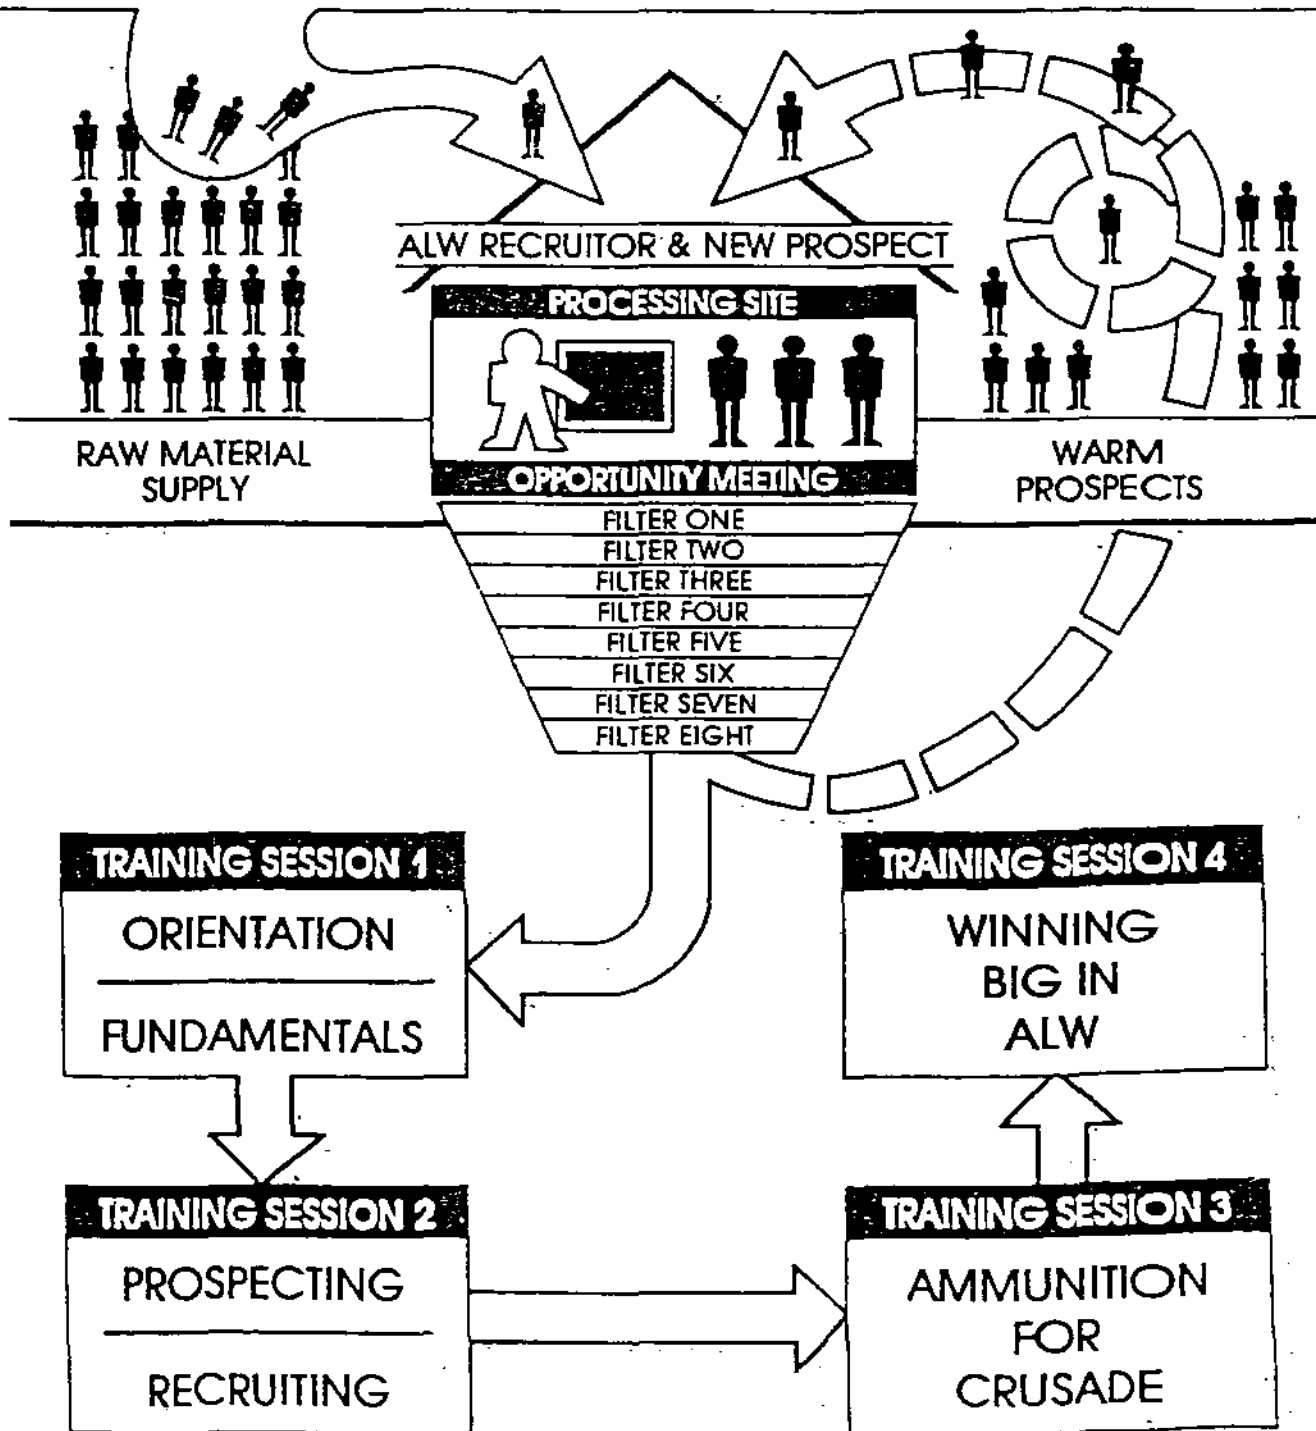 ALW RECRUITOR & NEW PROSPECT
PROCESSING SITE
OPPORTUNITY MEETING
RAW MATERIAL
SUPPLY
WARM
PROSPECTS
FILTER ONE
FILTER TWO
FILTER THREE
FILTER FOUR
FILTER FIVE
FILTER SIX
FILTER SEVEN
FILTER EIGHT
TRAINING SESSION 1
ORIENTATION
FUNDAMENTALS
TRAINING SESSION 2
PROSPECTING
RECRUITING
TRAINING SESSION 3
AMMUNITION
FOR
CRUSADE
TRAINING SESSION 4
WINNING
BIG IN
ALW